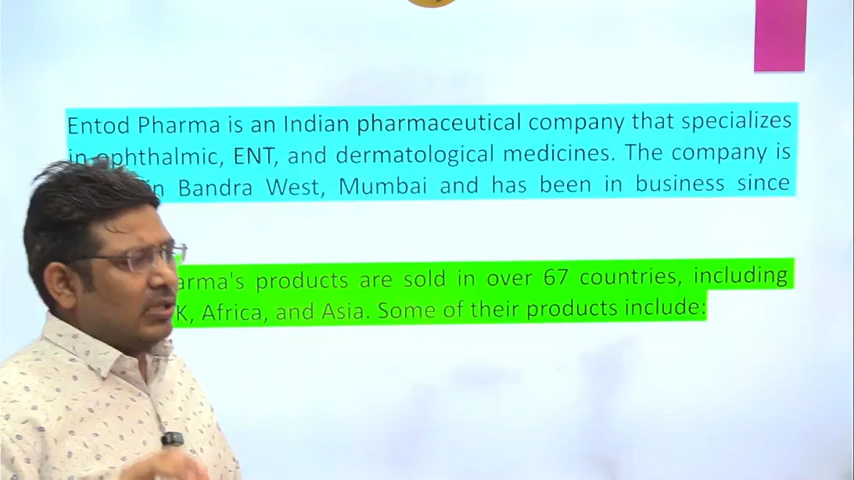 Entod Pharma is an Indian pharmaceutical company that specializes
in ophthalmic, ENT, and dermatological medicines. The company is
in Bandra West, Mumbai and has been in business since
products are sold in over 67 countries, including
Africa, and Asia. Some of their products include: